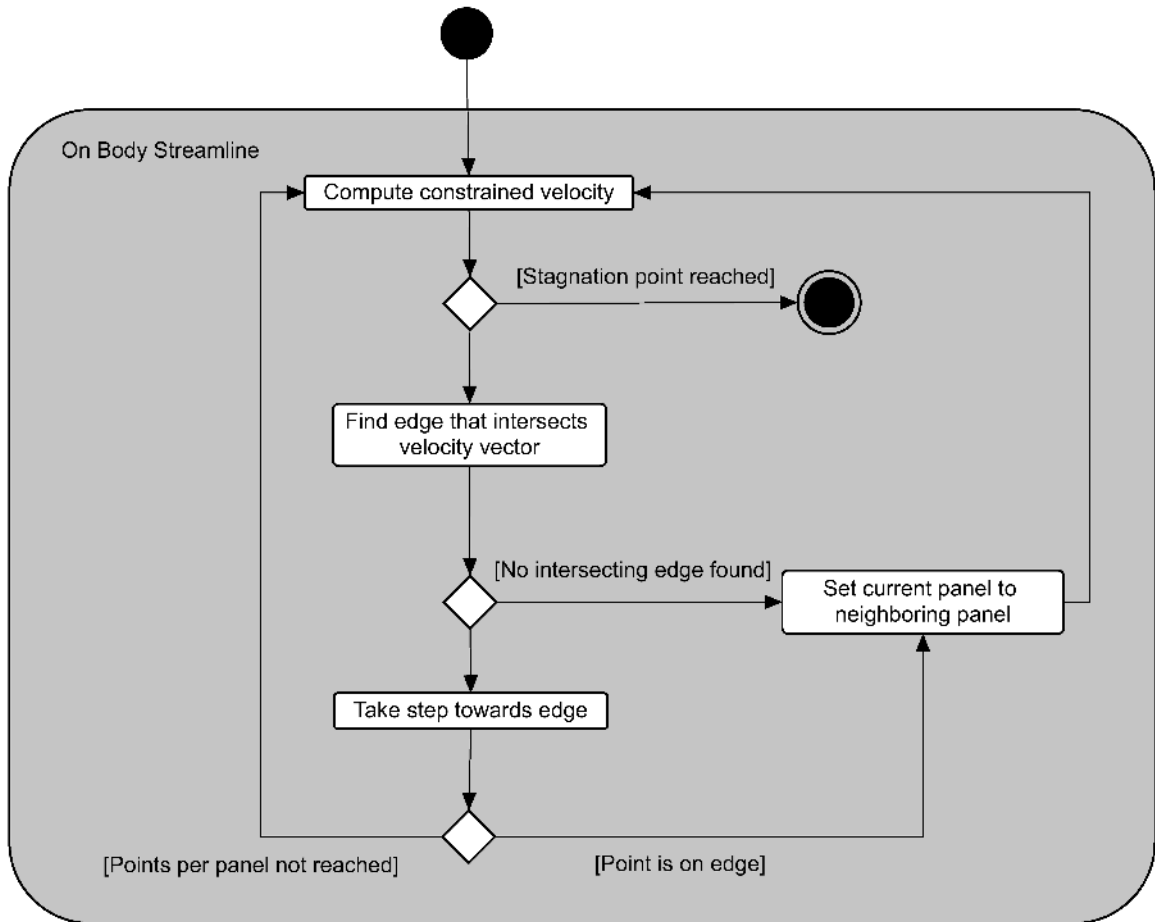 On Body Streamline
Compute constrained velocity
[Stagnation point reached]
Find edge that intersects
velocity vector
[No intersecting edge found]
Set current panel to
neighboring panel
Take step towards edge
[Points per panel not reached]
[Point is on edge]